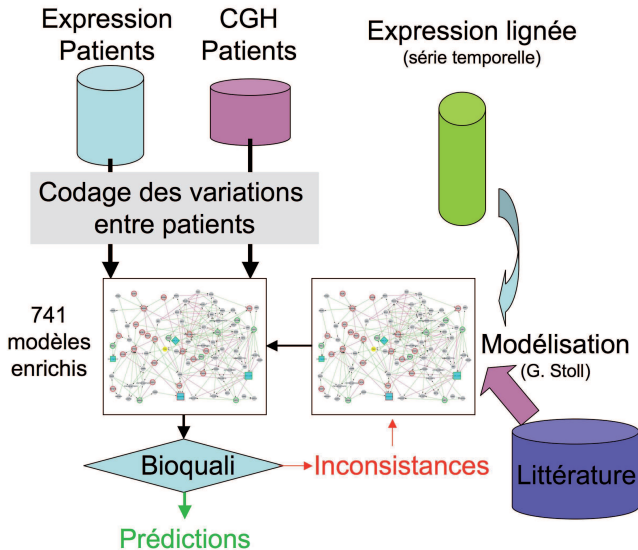 Expression
Patients
CGH
Patients
Expression lignée
(série temporelle)
Codage des variations
entre patients
741
modèles
enrichis
Modélisation
(G. Stoll)
Bioquali
Inconsistances
Littérature
Prédictions